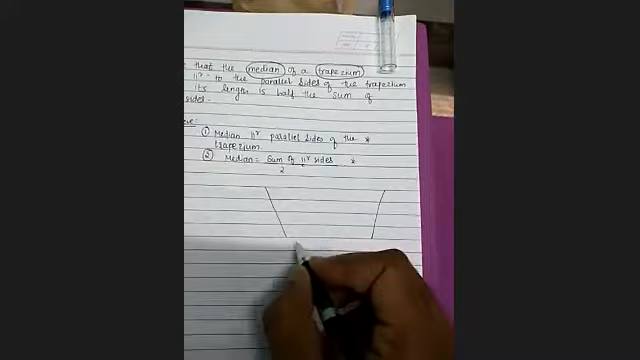 that the median of a trapezium
is 11ʳ to the parallel sides of the trapezium
its length is half the sum of
sides.
① Median 11ʳ parallel sides of the *
trapezium.
② Median = Sum of 11ʳ sides *
2